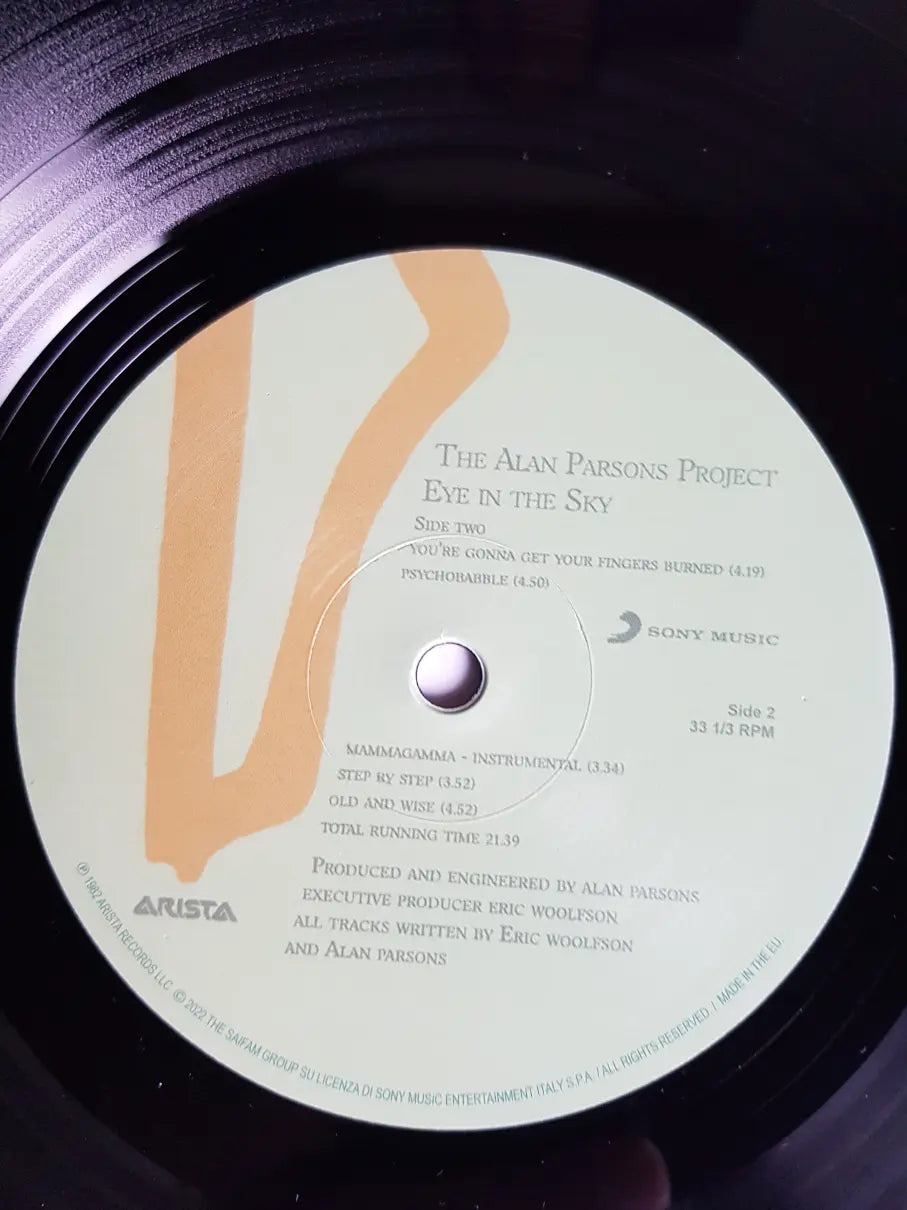 The Alan Parsons Project
Eye in the Sky
Side two
you're gonna get your fingers burned (4.19)
psychobabble (4.50)
SONY MUSIC
Side 2
33 1/3 RPM
mammagamma - instrumental (3.34)
step by step (3.52)
old and wise (4.52)
total running time 21.39
Produced and engineered by alan parsons
executive producer eric woolfson
all tracks written by Eric woolfson
and Alan parsons
ARISTA
℗ 1982 ARISTA RECORDS LLC © 2022 THE SAIFAM GROUP SU LICENZA DI SONY MUSIC ENTERTAINMENT ITALY S.P.A. / ALL RIGHTS RESERVED / MADE IN THE EU.